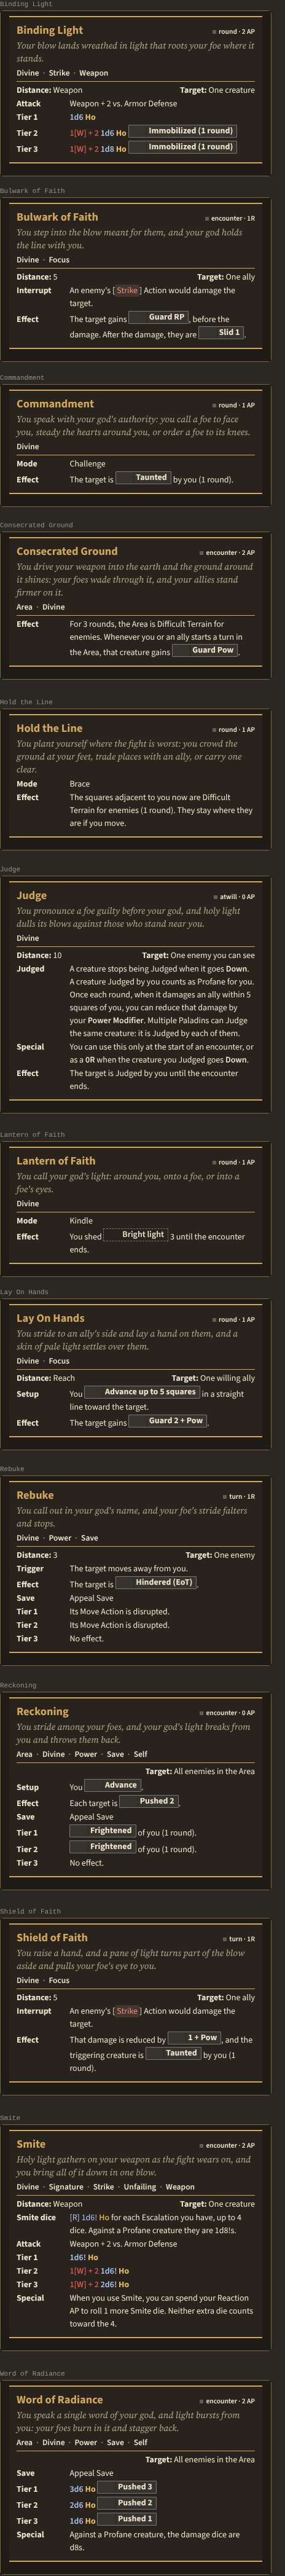 Binding Light
Binding Light
round · 2 AP
Your blow lands wreathed in light that roots your foe where it
stands.
Divine · Strike · Weapon
Distance: Weapon Target: One creature
Attack Weapon + 2 vs. Armor Defense
Tier 1 1d6 Ho
Tier 2 1[W] + 2 1d6 Ho Immobilized (1 round)
Tier 3 1[W] + 2 1d8 Ho Immobilized (1 round)
Bulwark of Faith
Bulwark of Faith
encounter · 1R
You step into the blow meant for them, and your god holds
the line with you.
Divine · Focus
Distance: 5 Target: One ally
Interrupt An enemy's [Strike] Action would damage the
target.
Effect The target gains Guard RP, before the
damage. After the damage, they are Slid 1.
Commandment
Commandment
round · 1 AP
You speak with your god's authority: you call a foe to face
you, steady the hearts around you, or order a foe to its knees.
Divine
Mode Challenge
Effect The target is Taunted by you (1 round).
Consecrated Ground
Consecrated Ground
encounter · 2 AP
You drive your weapon into the earth and the ground around
it shines: your foes wade through it, and your allies stand
firmer on it.
Area · Divine
Effect For 3 rounds, the Area is Difficult Terrain for
enemies. Whenever you or an ally starts a turn in
the Area, that creature gains Guard Pow.
Hold the Line
Hold the Line
round · 1 AP
You plant yourself where the fight is worst: you crowd the
ground at your feet, trade places with an ally, or carry one
clear.
Mode Brace
Effect The squares adjacent to you now are Difficult
Terrain for enemies (1 round). They stay where they
are if you move.
Judge
Judge
atwill · 0 AP
You pronounce a foe guilty before your god, and holy light
dulls its blows against those who stand near you.
Divine
Distance: 10 Target: One enemy you can see
Judged A creature stops being Judged when it goes Down.
A creature Judged by you counts as Profane for you.
Once each round, when it damages an ally within 5
squares of you, you can reduce that damage by
your Power Modifier. Multiple Paladins can Judge
the same creature: it is Judged by each of them.
Special You can use this only at the start of an encounter, or
as a 0R when the creature you Judged goes Down.
Effect The target is Judged by you until the encounter
ends.
Lantern of Faith
Lantern of Faith
round · 1 AP
You call your god's light: around you, onto a foe, or into a
foe's eyes.
Divine
Mode Kindle
Effect You shed Bright light 3 until the encounter
ends.
Lay On Hands
Lay On Hands
round · 1 AP
You stride to an ally's side and lay a hand on them, and a
skin of pale light settles over them.
Divine · Focus
Distance: Reach Target: One willing ally
Setup You Advance up to 5 squares in a straight
line toward the target.
Effect The target gains Guard 2 + Pow.
Rebuke
Rebuke
turn · 1R
You call out in your god's name, and your foe's stride falters
and stops.
Divine · Power · Save
Distance: 3 Target: One enemy
Trigger The target moves away from you.
Effect The target is Hindered (EoT).
Save Appeal Save
Tier 1 Its Move Action is disrupted.
Tier 2 Its Move Action is disrupted.
Tier 3 No effect.
Reckoning
Reckoning
encounter · 0 AP
You stride among your foes, and your god's light breaks from
you and throws them back.
Area · Divine · Power · Save · Self
Target: All enemies in the Area
Setup You Advance.
Effect Each target is Pushed 2.
Save Appeal Save
Tier 1 Frightened of you (1 round).
Tier 2 Frightened of you (1 round).
Tier 3 No effect.
Shield of Faith
Shield of Faith
turn · 1R
You raise a hand, and a pane of light turns part of the blow
aside and pulls your foe's eye to you.
Divine · Focus
Distance: 5 Target: One ally
Interrupt An enemy's [Strike] Action would damage the
target.
Effect That damage is reduced by 1 + Pow, and the
triggering creature is Taunted by you (1
round).
Smite
Smite
encounter · 2 AP
Holy light gathers on your weapon as the fight wears on, and
you bring all of it down in one blow.
Divine · Signature · Strike · Unfailing · Weapon
Distance: Weapon Target: One creature
Smite dice [R] 1d6! Ho for each Escalation you have, up to 4
dice. Against a Profane creature they are 1d8!s.
Attack Weapon + 2 vs. Armor Defense
Tier 1 1d6! Ho
Tier 2 1[W] + 2 1d6! Ho
Tier 3 1[W] + 2 2d6! Ho
Special When you use Smite, you can spend your Reaction
AP to roll 1 more Smite die. Neither extra die counts
toward the 4.
Word of Radiance
Word of Radiance
encounter · 2 AP
You speak a single word of your god, and light bursts from
you: your foes burn in it and stagger back.
Area · Divine · Power · Save · Self
Target: All enemies in the Area
Save Appeal Save
Tier 1 3d6 Ho Pushed 3
Tier 2 2d6 Ho Pushed 2
Tier 3 1d6 Ho Pushed 1
Special Against a Profane creature, the damage dice are
d8s.